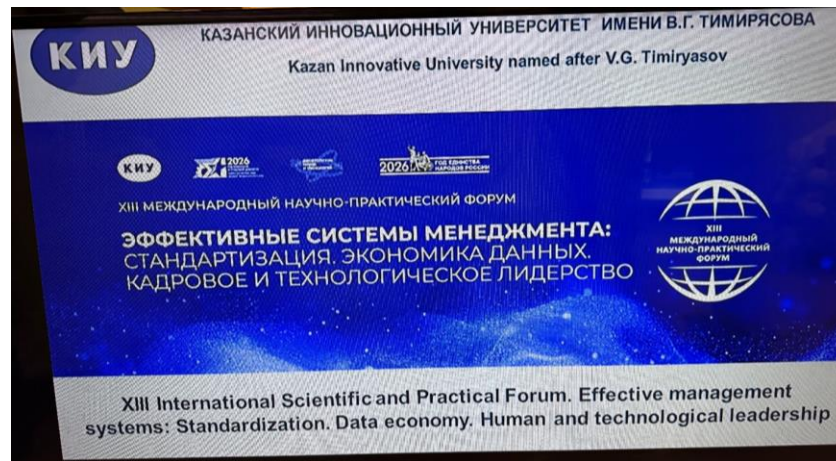 КИУ
КАЗАНСКИЙ ИННОВАЦИОННЫЙ УНИВЕРСИТЕТ ИМЕНИ В.Г. ТИМИРЯСОВА
Kazan Innovative University named after V.G. Timiryasov
КИУ
2026
2026
ГОД ЕДИНСТВА
НАРОДОВ РОССИИ
XIII МЕЖДУНАРОДНЫЙ НАУЧНО-ПРАКТИЧЕСКИЙ ФОРУМ
ЭФФЕКТИВНЫЕ СИСТЕМЫ МЕНЕДЖМЕНТА:
СТАНДАРТИЗАЦИЯ. ЭКОНОМИКА ДАННЫХ.
КАДРОВОЕ И ТЕХНОЛОГИЧЕСКОЕ ЛИДЕРСТВО
XIII
МЕЖДУНАРОДНЫЙ
НАУЧНО-ПРАКТИЧЕСКИЙ
ФОРУМ
XIII International Scientific and Practical Forum. Effective management
systems: Standardization. Data economy. Human and technological leadership